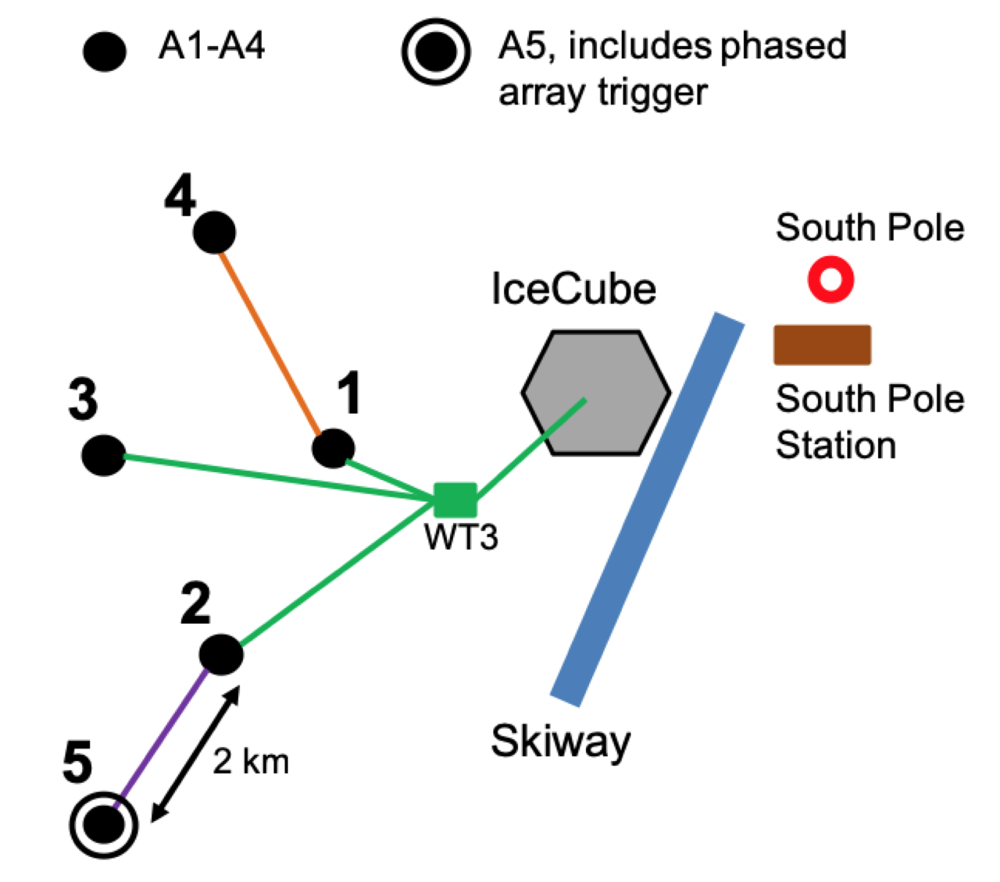 A1-A4
A5, includes phased
array trigger
4
South Pole
IceCube
3
1
South Pole
Station
WT3
2
Skiway
5
2 km